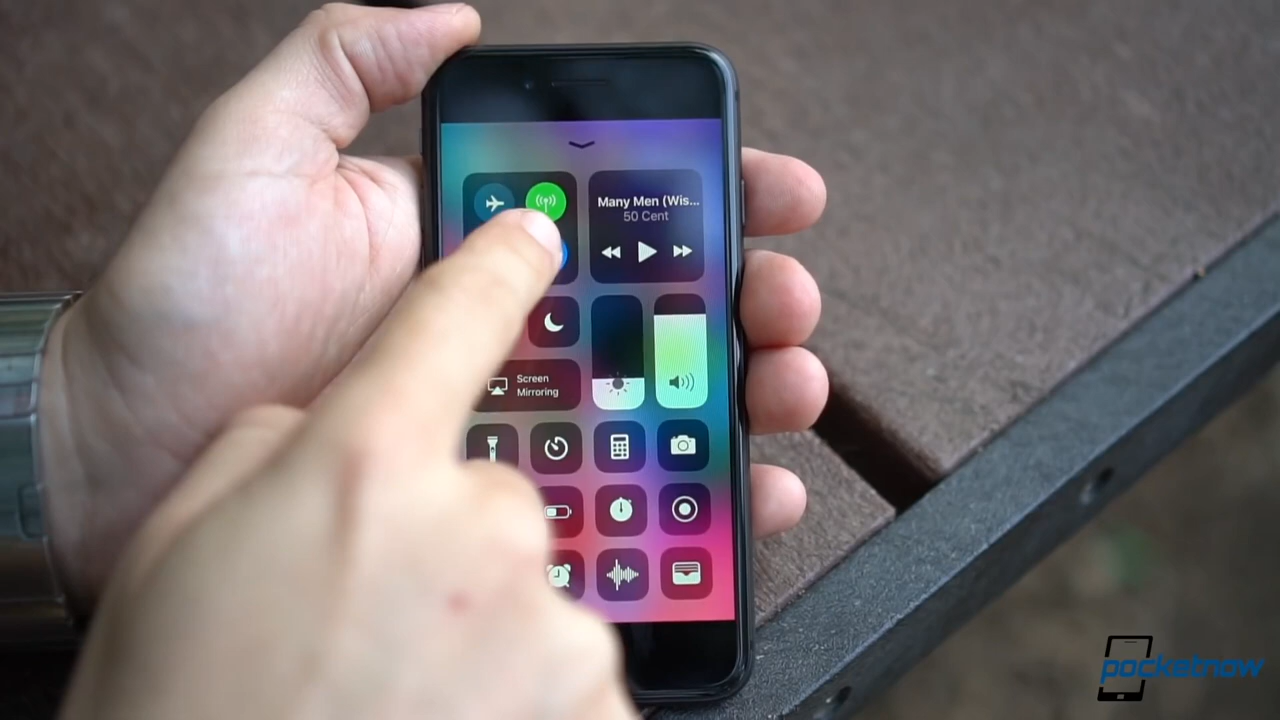 Many Men (Wis...
50 Cent
Screen
Mirroring
pocketnow